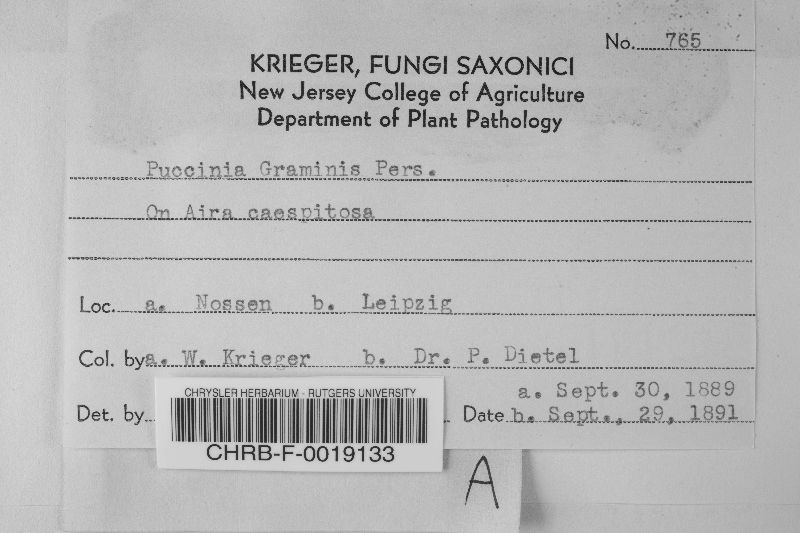 No. 765
KRIEGER, FUNGI SAXONICI
New Jersey College of Agriculture
Department of Plant Pathology
Puccinia Graminis Pers.
On Aira caespitosa
Loc. a. Nossen b. Leipzig
Col. by a. W. Krieger b. Dr. P. Dietel
a. Sept. 30, 1889
Det. by Date b. Sept., 29, 1891
CHRYSLER HERBARIUM - RUTGERS UNIVERSITY
CHRB-F-0019133
A